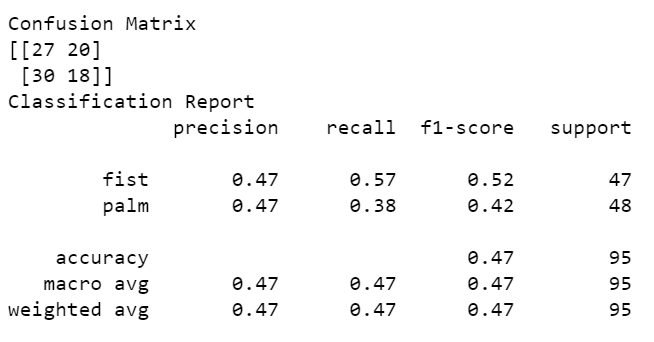 Confusion Matrix
[[27 20]
 [30 18]]
Classification Report
              precision    recall  f1-score   support

        fist       0.47      0.57      0.52        47
        palm       0.47      0.38      0.42        48

    accuracy                           0.47        95
   macro avg       0.47      0.47      0.47        95
weighted avg       0.47      0.47      0.47        95